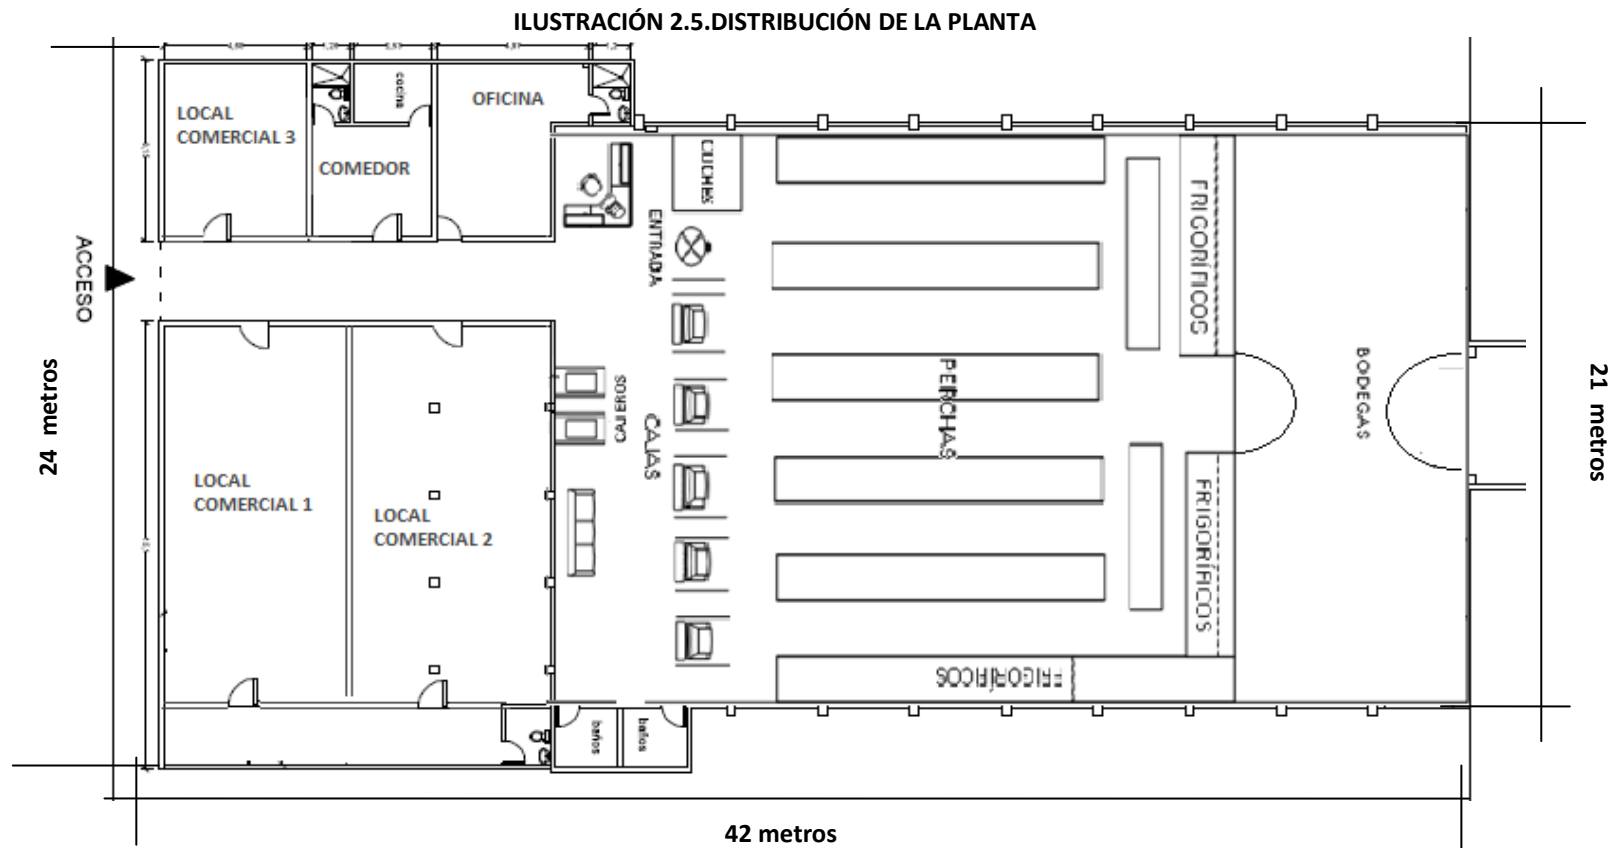 ILUSTRACIÓN 2.5.DISTRIBUCIÓN DE LA PLANTA
LOCAL
COMERCIAL 3
cocina
COMEDOR
OFICINA
COCHES
ENTRADA
ACCESO
24 metros
LOCAL
COMERCIAL 1
LOCAL
COMERCIAL 2
CAJEROS
CAJAS
PERCHAS
FRIGORÍFICOS
FRIGORÍFICOS
FRIGORÍFICOS
BODEGAS
21 metros
baños
baños
42 metros